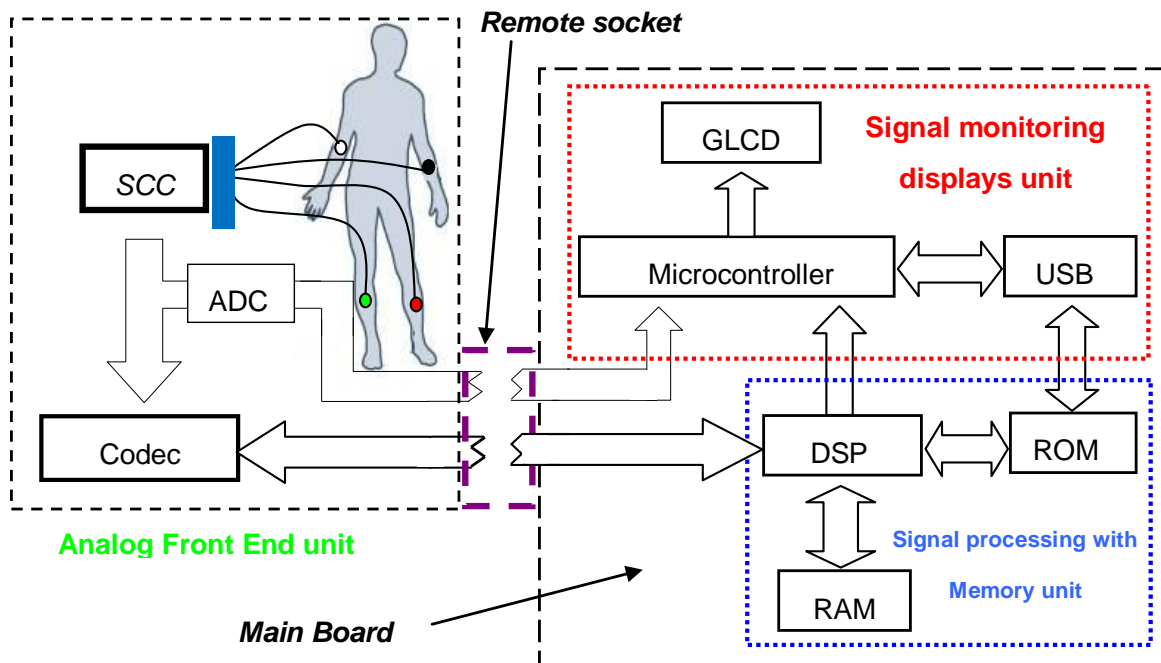 Remote socket
SCC
ADC
Codec
Analog Front End unit
GLCD
Signal monitoring
displays unit
Microcontroller
USB
DSP
ROM
Signal processing with
Memory unit
RAM
Main Board